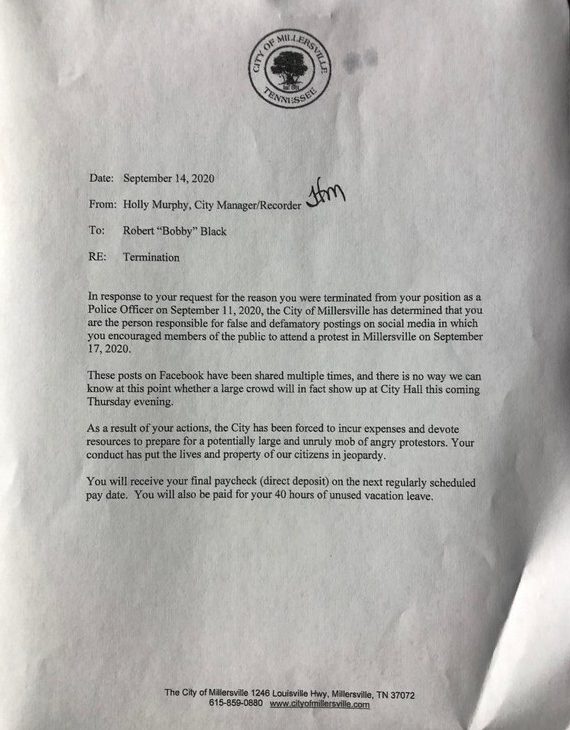 CITY OF MILLERSVILLE
TENNESSEE
Date: September 14, 2020
From: Holly Murphy, City Manager/Recorder HM
To: Robert "Bobby" Black
RE: Termination
In response to your request for the reason you were terminated from your position as a
Police Officer on September 11, 2020, the City of Millersville has determined that you
are the person responsible for false and defamatory postings on social media in which
you encouraged members of the public to attend a protest in Millersville on September
17, 2020.
These posts on Facebook have been shared multiple times, and there is no way we can
know at this point whether a large crowd will in fact show up at City Hall this coming
Thursday evening.
As a result of your actions, the City has been forced to incur expenses and devote
resources to prepare for a potentially large and unruly mob of angry protestors. Your
conduct has put the lives and property of our citizens in jeopardy.
You will receive your final paycheck (direct deposit) on the next regularly scheduled
pay date. You will also be paid for your 40 hours of unused vacation leave.
The City of Millersville 1246 Louisville Hwy, Millersville, TN 37072
615-859-0880 www.cityofmillersville.com